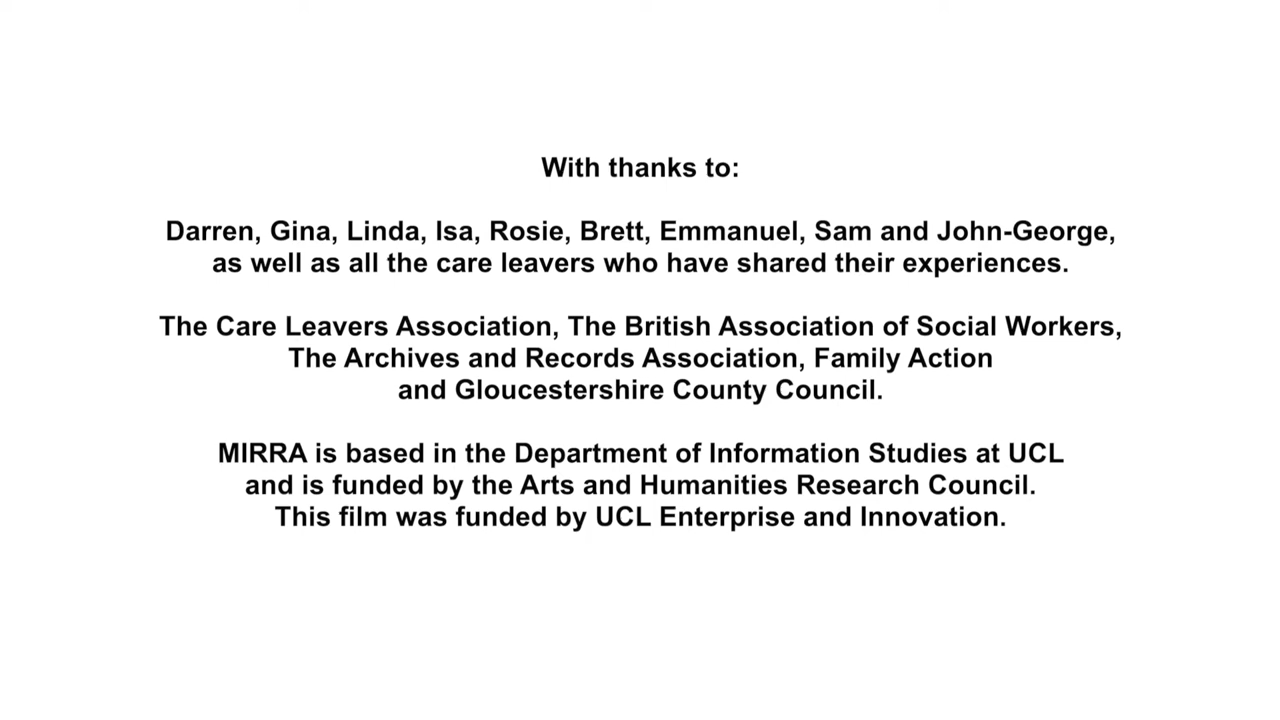 With thanks to:
Darren, Gina, Linda, Isa, Rosie, Brett, Emmanuel, Sam and John-George,
as well as all the care leavers who have shared their experiences.
The Care Leavers Association, The British Association of Social Workers,
The Archives and Records Association, Family Action
and Gloucestershire County Council.
MIRRA is based in the Department of Information Studies at UCL
and is funded by the Arts and Humanities Research Council.
This film was funded by UCL Enterprise and Innovation.